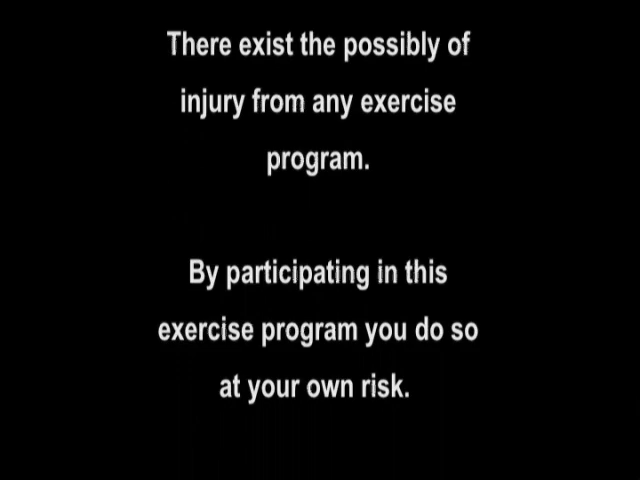 There exist the possibly of
injury from any exercise
program.
By participating in this
exercise program you do so
at your own risk.